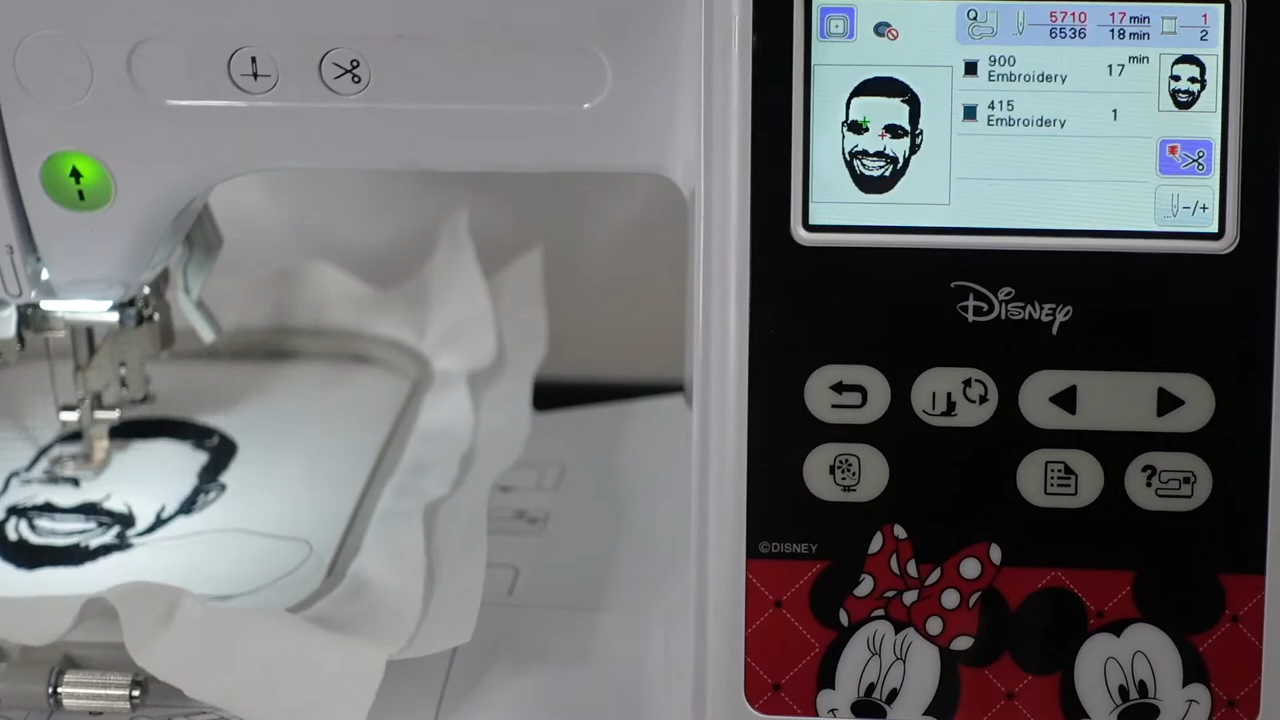 Q 5710 17 min 1
6536 18 min 2
900 min
Embroidery 17
415
Embroidery 1
-/+
DISNEY
?
©DISNEY